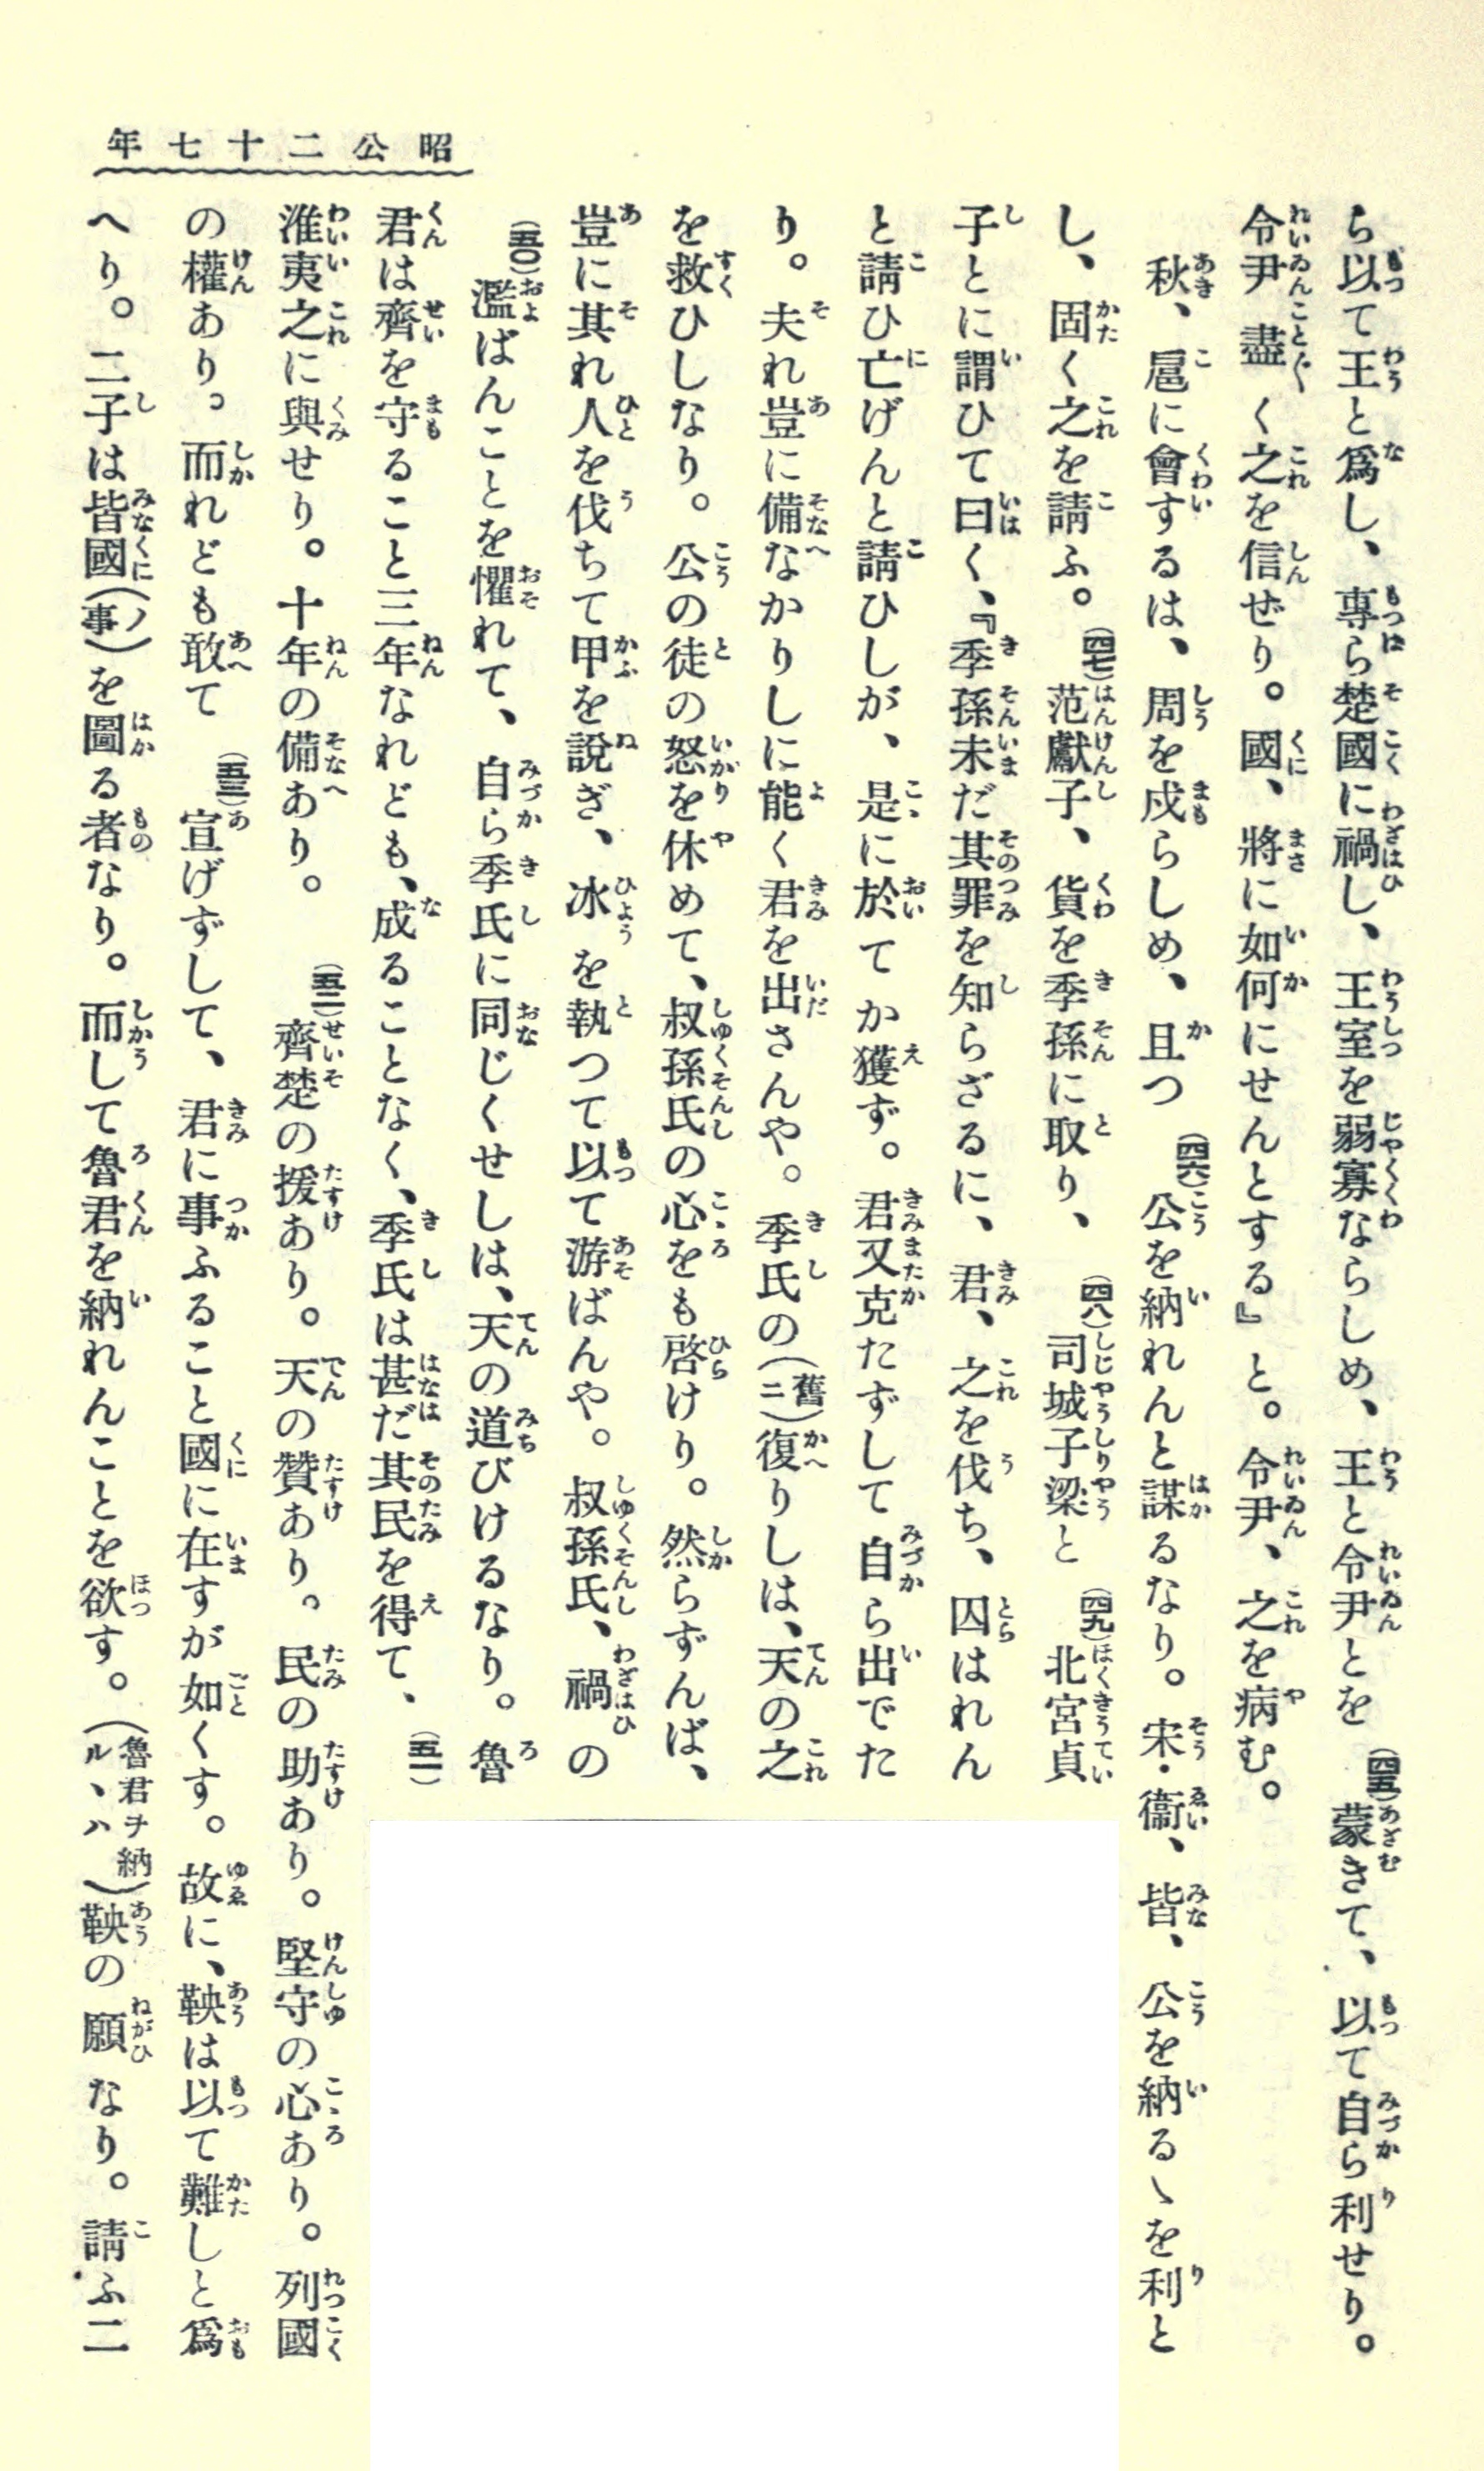 昭公二十七年
ら以て王と爲し、專ら楚國に禍し、王室を弱寡ならしめ、王と令尹とを(四五)蒙きて、以て自ら利せり。
令尹盡く之を信ぜり。國、將に如何にせんとする』と。令尹、之を病む。
秋、扈に會するは、周を戍らしめ、且つ(四六)公を納れんと謀るなり。宋・衞、皆、公を納るゝを利と
し、固く之を請ふ。(四七)范獻子、貨を季孫に取り、(四八)司城子梁と(四九)北宮貞
子とに謂ひて曰く、『季孫未だ其罪を知らざるに、君、之を伐ち、囚はれん
と請ひ亡げんと請ひしが、是に於てか獲ず。君又克たずして自ら出でた
り。夫れ豈に備なかりしに能く君を出さんや。季氏の(舊ニ)復りしは、天の之
を救ひしなり。公の徒の怒を休めて、叔孫氏の心をも啓けり。然らずんば、
豈に其れ人を伐ちて甲を說ぎ、冰を執つて以て游ばんや。叔孫氏、禍の
(五〇)濫ばんことを懼れて、自ら季氏に同じくせしは、天の道びけるなり。魯
君は齊を守ること三年なれども、成ることなく、季氏は甚だ其民を得て、(五一)
淮夷之に與せり。十年の備あり。(五二)齊楚の援あり。天の贊あり。民の助あり。堅守の心あり。列國
の權あり。而れども敢て(五三)宣げずして、君に事ふること國に在すが如くす。故に、鞅は以て難しと爲
へり。二子は皆國(ノ事)を圖る者なり。而して魯君を納れんことを欲す。(魯君ヲ納ルヽハ)鞅の願なり。請ふ二